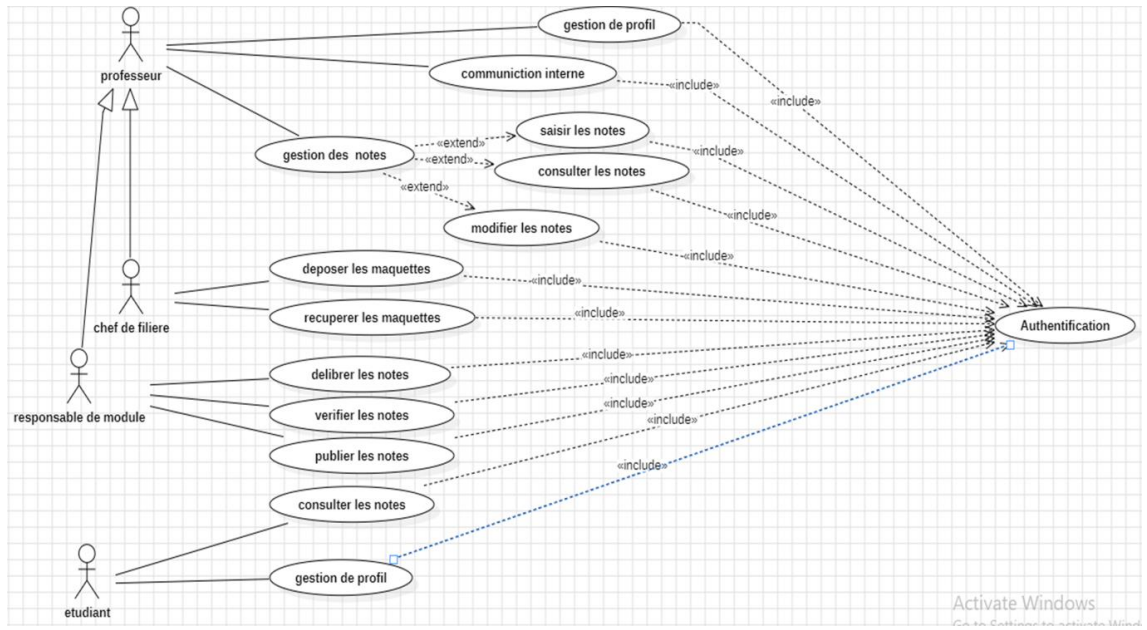 gestion de profil
professeur
communiction interne
«include»
«include»
saisir les notes
«extend»
gestion des notes
«extend»
«include»
consulter les notes
«extend»
«include»
modifier les notes
«include»
deposer les maquettes
«include»
chef de filiere
recuperer les maquettes
«include»
Authentification
delibrer les notes
«include»
responsable de module
verifier les notes
«include»
publier les notes
«include»
«include»
consulter les notes
«include»
gestion de profil
etudiant
Activate Windows
Go to Settings to activate Wind